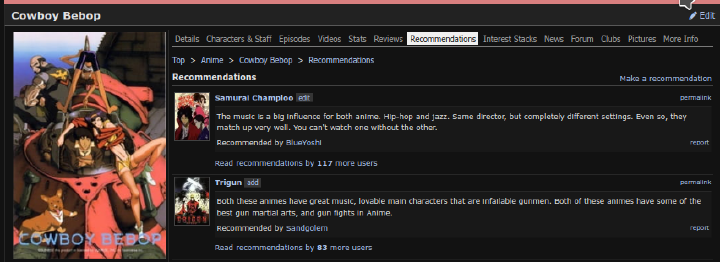 Cowboy Bebop
Edit
Details Characters & Staff Episodes Videos Stats Reviews Recommendations Interest Stacks News Forum Clubs Pictures More Info
Top > Anime > Cowboy Bebop > Recommendations
Recommendations
Make a recommendation
Samurai Champloo edit
permalink
The music is a big influence for both anime. Hip-hop and jazz. Same director, but completely different settings. Even so, they
match up very well. You can't watch one without the other.
Recommended by BlueYoshi
report
Read recommendations by 117 more users
Trigun add
permalink
Both these animes have great music, lovable main characters that are infailable gunmen. Both of these animes have some of the
best gun martial arts, and gun fights in Anime.
Recommended by Sandgolem
report
Read recommendations by 83 more users
COWBOY BEBOP